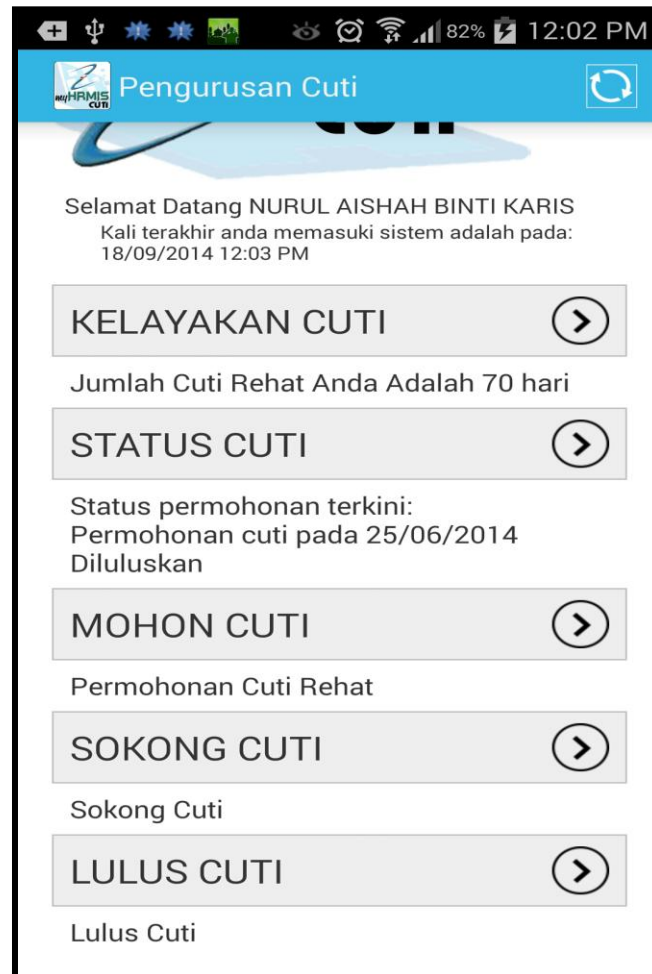 82% 12:02 PM
myHRMIS
CUTI
Pengurusan Cuti
Selamat Datang NURUL AISHAH BINTI KARIS
Kali terakhir anda memasuki sistem adalah pada:
18/09/2014 12:03 PM
KELAYAKAN CUTI
Jumlah Cuti Rehat Anda Adalah 70 hari
STATUS CUTI
Status permohonan terkini:
Permohonan cuti pada 25/06/2014
Diluluskan
MOHON CUTI
Permohonan Cuti Rehat
SOKONG CUTI
Sokong Cuti
LULUS CUTI
Lulus Cuti